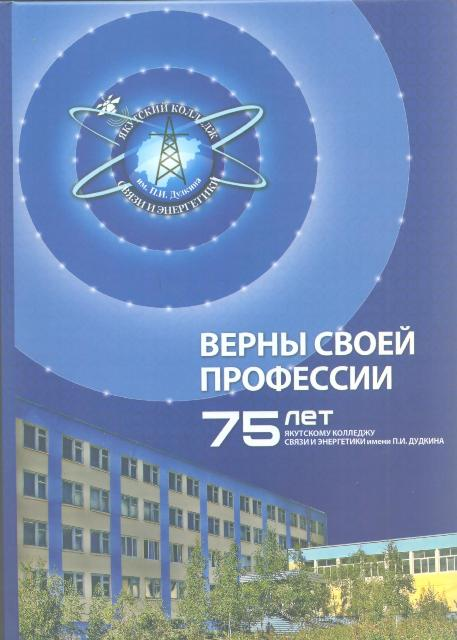 ЯКУТСКИЙ КОЛЛЕДЖ
им. П.И. Дудкина
СВЯЗИ И ЭНЕРГЕТИКИ
ВЕРНЫ СВОЕЙ
ПРОФЕССИИ
75 лет
ЯКУТСКОМУ КОЛЛЕДЖУ
СВЯЗИ И ЭНЕРГЕТИКИ имени П.И. ДУДКИНА